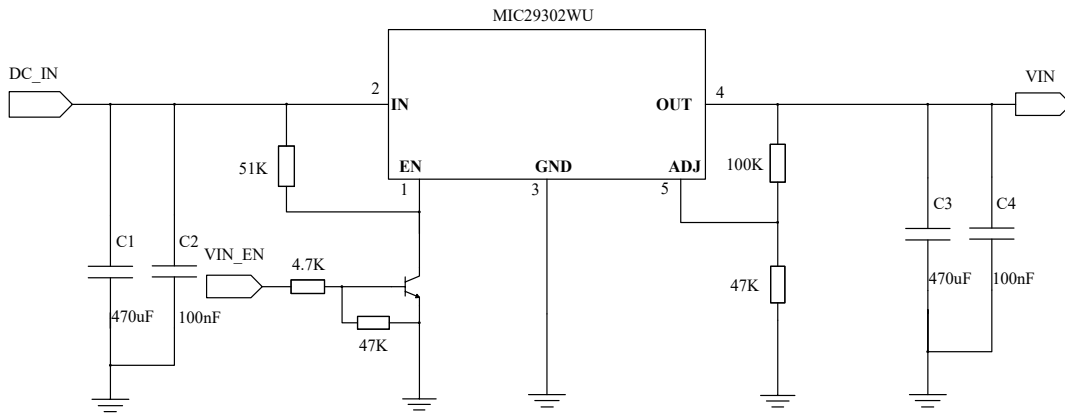 MIC29302WU
DC_IN
VIN
2
IN
OUT
4
51K
EN
GND
ADJ
100K
1
3
5
C1
C2
VIN_EN
4.7K
C3
C4
47K
470uF
100nF
470uF
100nF
47K